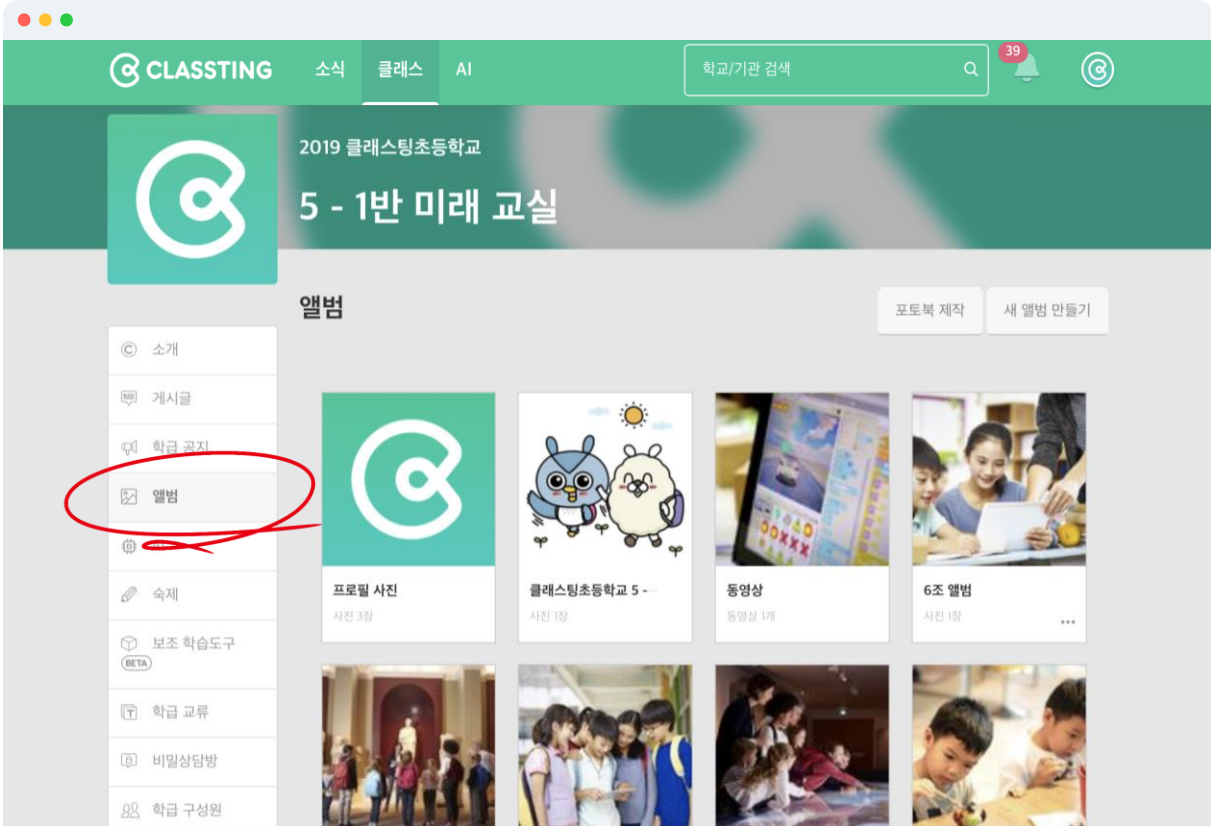 CLASSTING
소식
클래스
AI
학교/기관 검색
39
2019 클래스팅초등학교
5 - 1반 미래 교실
앨범
포토북 제작
새 앨범 만들기
소개
게시글
학급 공지
앨범
숙제
보조 학습도구
BETA
학급 교류
비밀상담방
학급 구성원
프로필 사진
사진 3장
클래스팅초등학교 5 -...
사진 1장
동영상
동영상 1개
6조 앨범
사진 1장